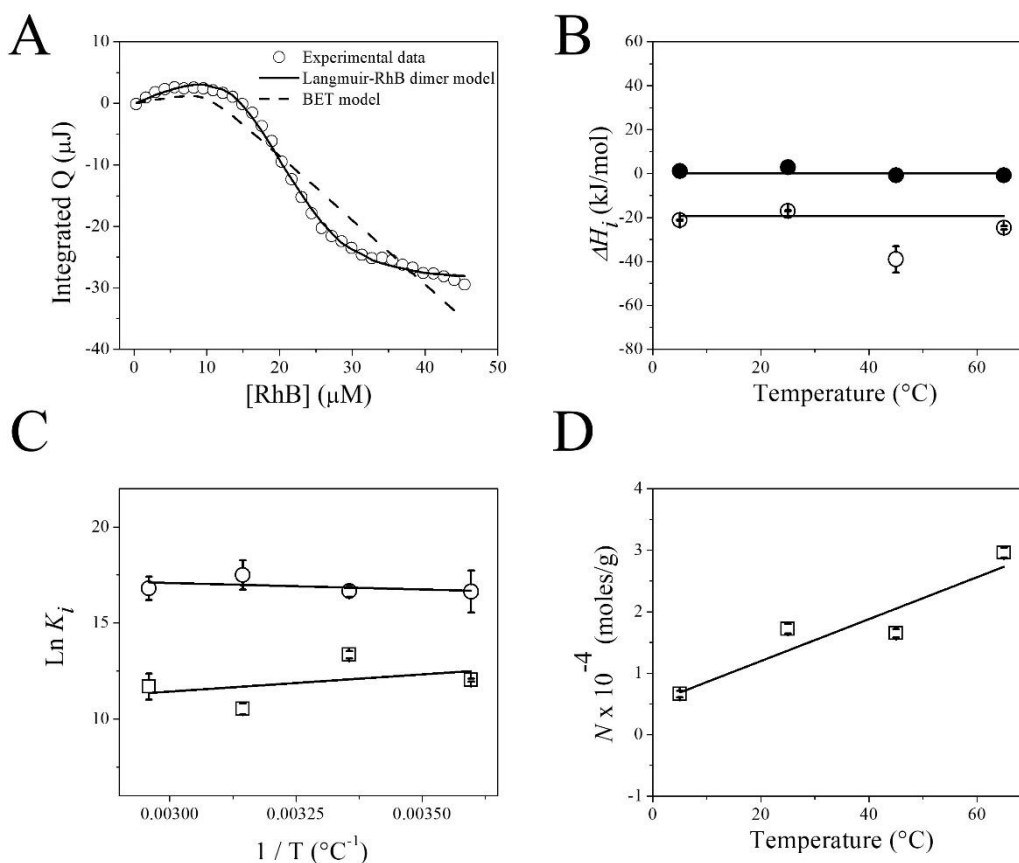 A
10
0
-10
-20
-30
-40
Integrated Q (μJ)
Experimental data
Langmuir-RhB dimer model
BET model
0 10 20 30 40 50
[RhB] (μM)
B
60
40
20
0
-20
-40
-60
-80
ΔH_i (kJ/mol)
0 20 40 60
Temperature (°C)
C
20
15
10
Ln K_i
0.00300 0.00325 0.00350
1 / T (°C⁻¹)
D
4
3
2
1
0
-1
N x 10⁻⁴ (moles/g)
0 20 40 60
Temperature (°C)